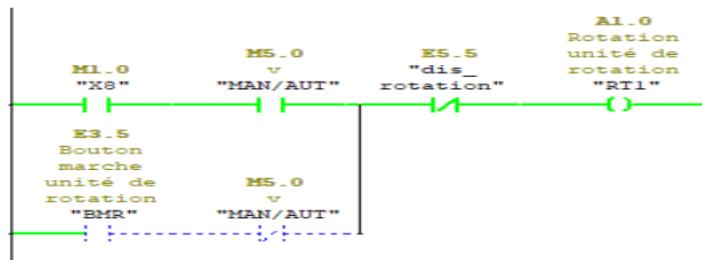 M1.0
"X8"
M5.0
v
"MAN/AUT"
E5.5
"dis_
rotation"
A1.0
Rotation
unité de
rotation
"RT1"
E3.5
Bouton
marche
unité de
rotation
"BMR"
M5.0
v
"MAN/AUT"